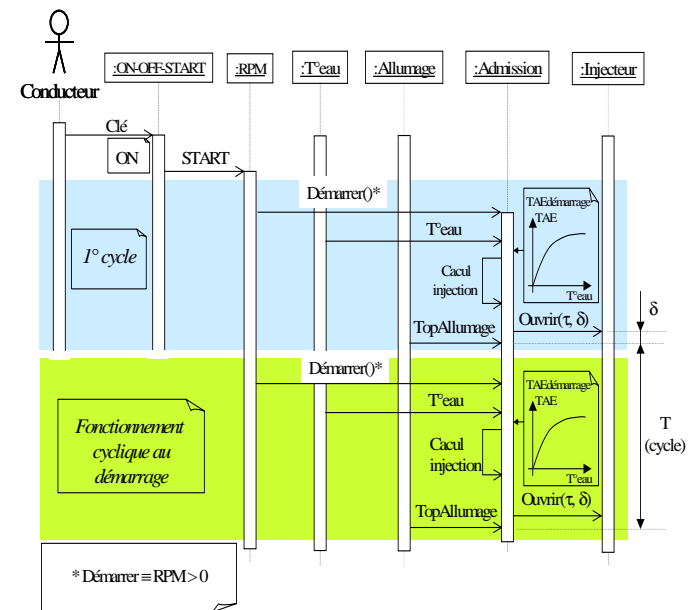 :ON-OFF-START
:RPM
:T°eau
:Allumage
:Admission
:Injecteur
Conducteur
Clé
ON
START
Démarrer()*
TAEdémarrage
TAE
T°eau
1° cycle
T°eau
Cacul
injection
δ
TopAllumage
Ouvrir(τ, δ)
Démarrer()*
TAEdémarrage
TAE
T°eau
T°eau
Fonctionnement
cyclique au
démarrage
Cacul
injection
T
(cycle)
TopAllumage
Ouvrir(τ, δ)
* Démarrer ≡ RPM > 0